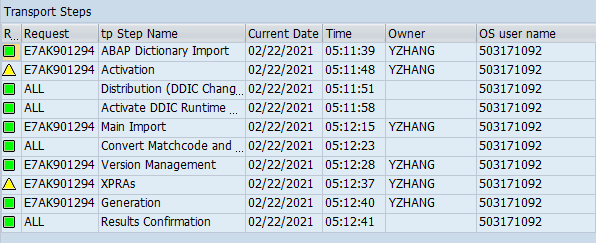 Transport Steps
R... Request tp Step Name Current Date Time Owner OS user name
E7AK901294 ABAP Dictionary Import 02/22/2021 05:11:39 YZHANG 503171092
E7AK901294 Activation 02/22/2021 05:11:48 YZHANG 503171092
ALL Distribution (DDIC Chang... 02/22/2021 05:11:51 503171092
ALL Activate DDIC Runtime ... 02/22/2021 05:11:58 503171092
E7AK901294 Main Import 02/22/2021 05:12:15 YZHANG 503171092
ALL Convert Matchcode and ... 02/22/2021 05:12:23 503171092
E7AK901294 Version Management 02/22/2021 05:12:28 YZHANG 503171092
E7AK901294 XPRAs 02/22/2021 05:12:37 YZHANG 503171092
E7AK901294 Generation 02/22/2021 05:12:40 YZHANG 503171092
ALL Results Confirmation 02/22/2021 05:12:41 503171092